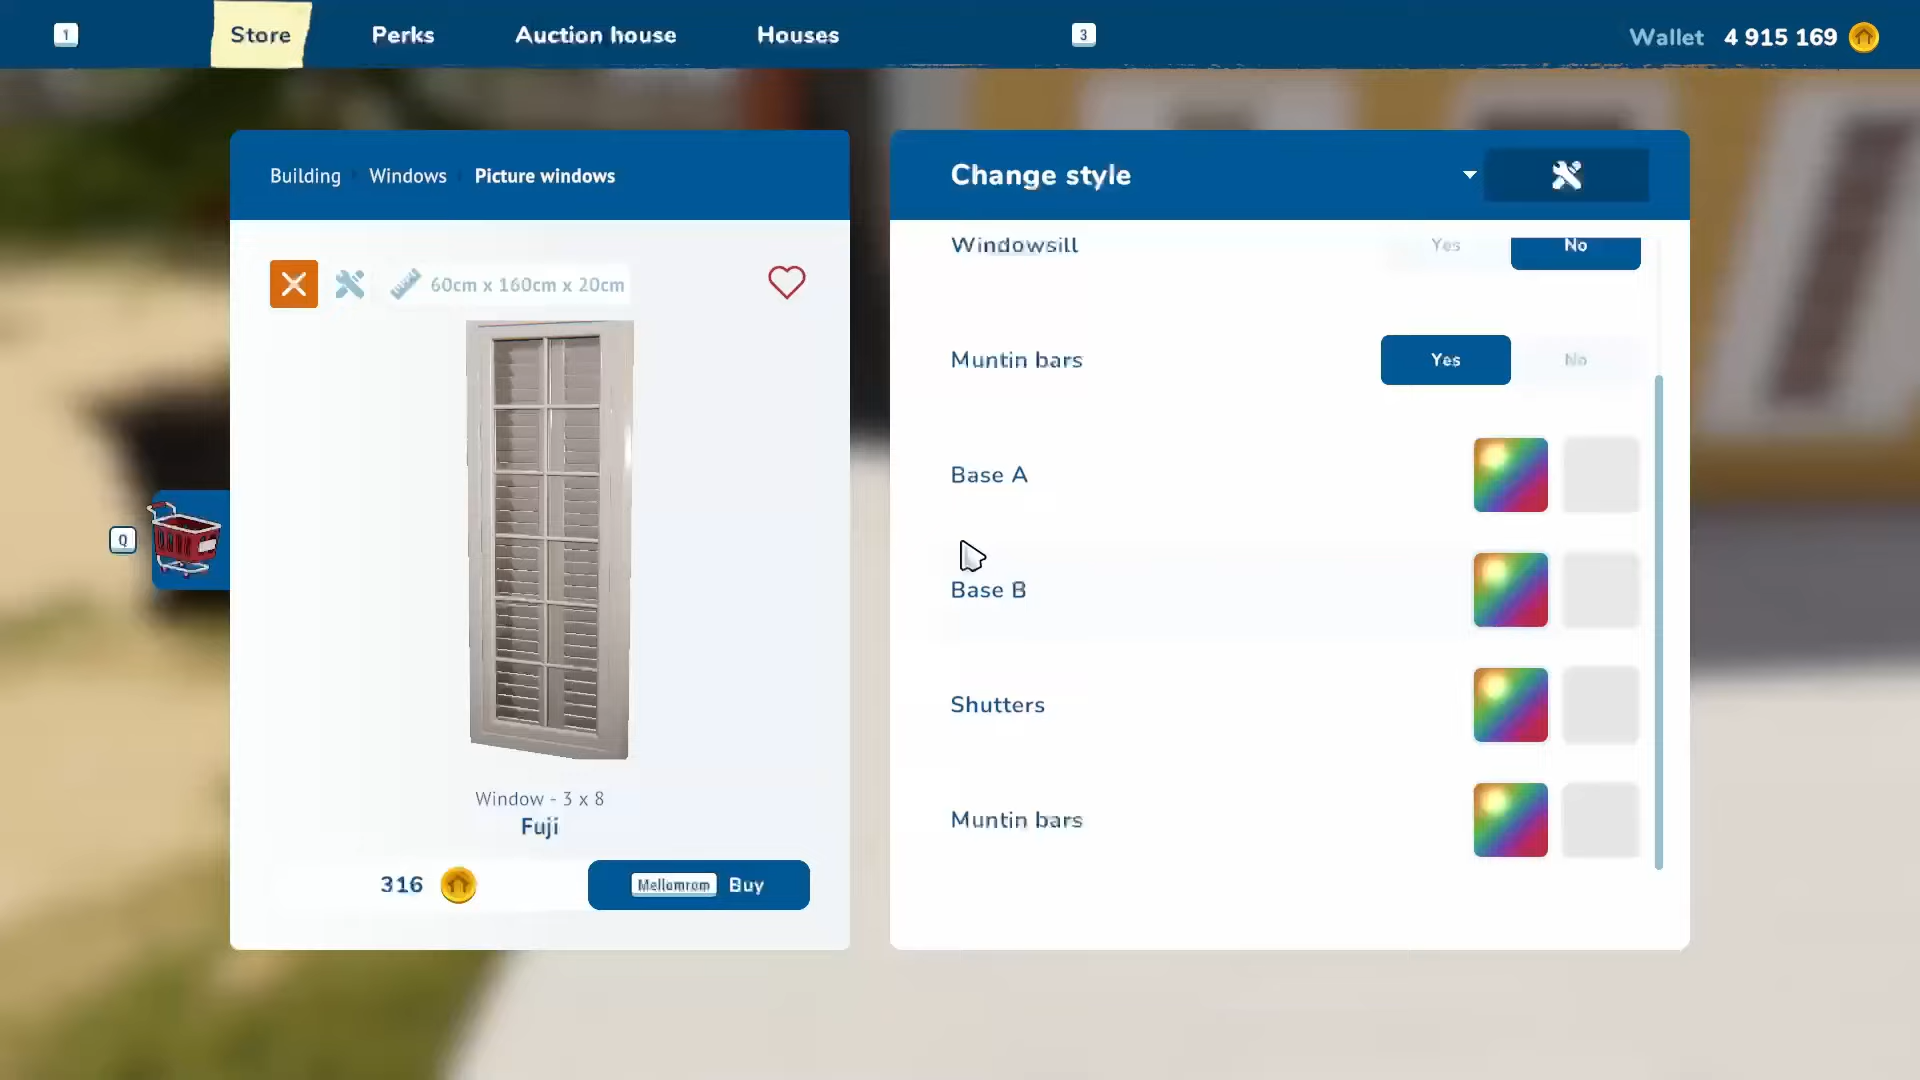 1
Store
Perks
Auction house
Houses
3
Wallet 4 915 169
Building
Windows
Picture windows
60cm x 160cm x 20cm
Q
Window - 3 x 8
Fuji
316
Mellomrom
Buy
Change style
Windowsill
Yes
No
Muntin bars
Yes
No
Base A
Base B
Shutters
Muntin bars